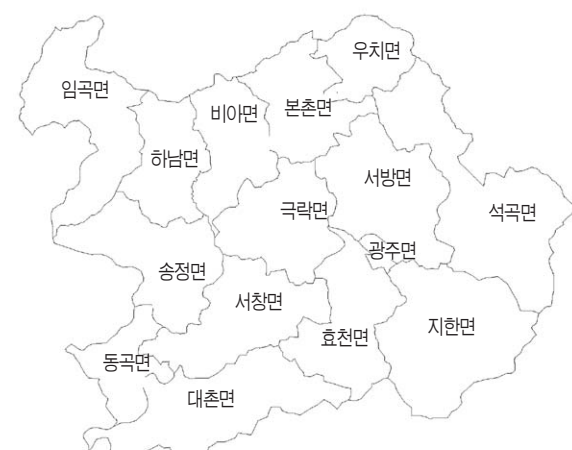 우치면
임곡면
비아면
본촌면
하남면
서방면
극락면
석곡면
광주면
송정면
서창면
효천면
지한면
동곡면
대촌면